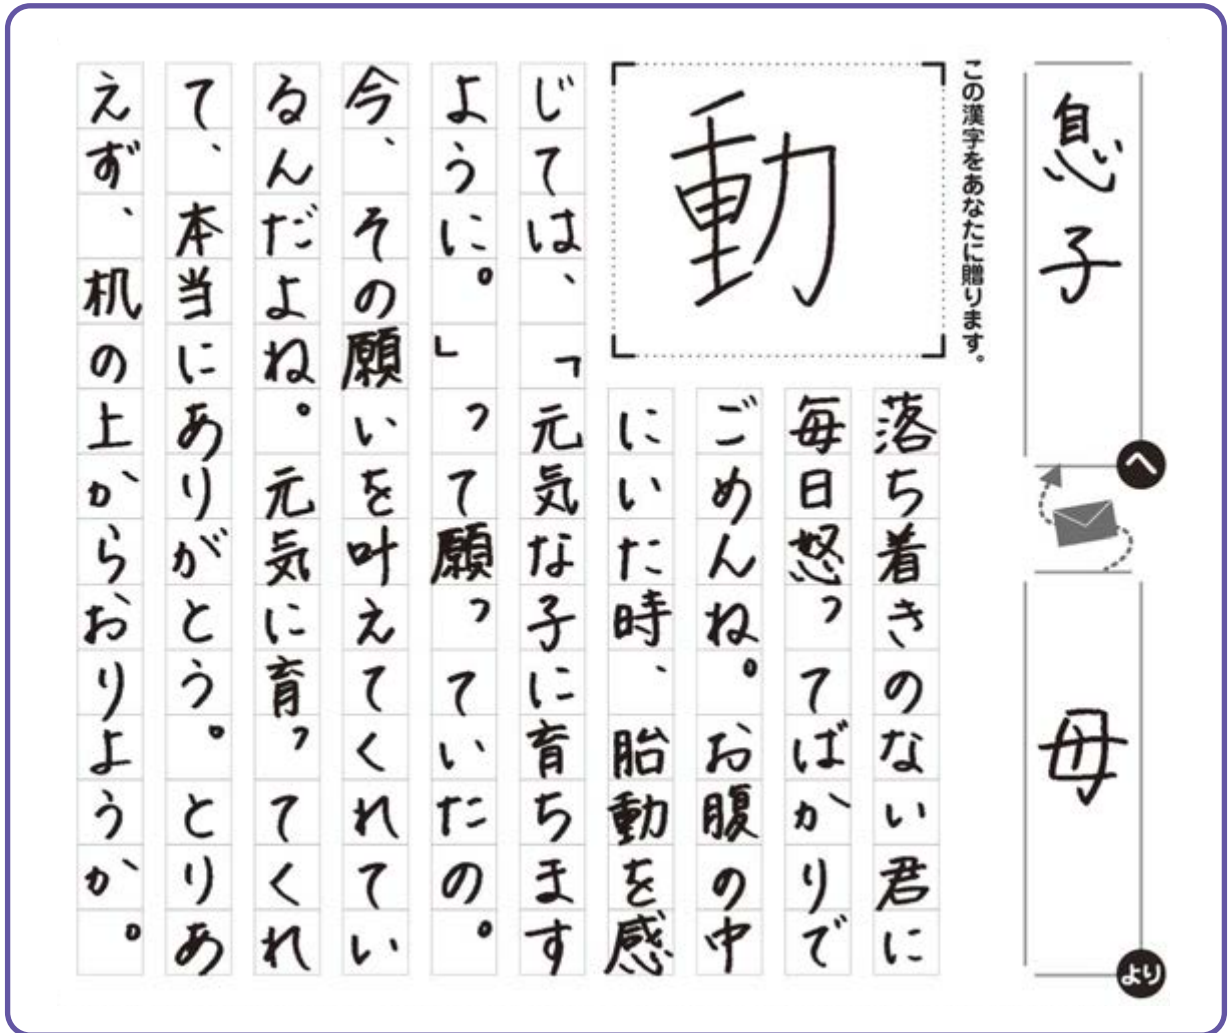 息子
へ
母
より
この漢字をあなたに贈ります。
動
落ち着きのない君に
毎日怒ってばかりで
ごめんね。お腹の中
にいた時、胎動を感
じては、「元気な子に育ちます
ように。」って願っていたの。
今、その願いを叶えてくれてい
るんだよね。元気に育ってくれ
て、本当にありがとう。とりあ
えず、机の上からおりようか。